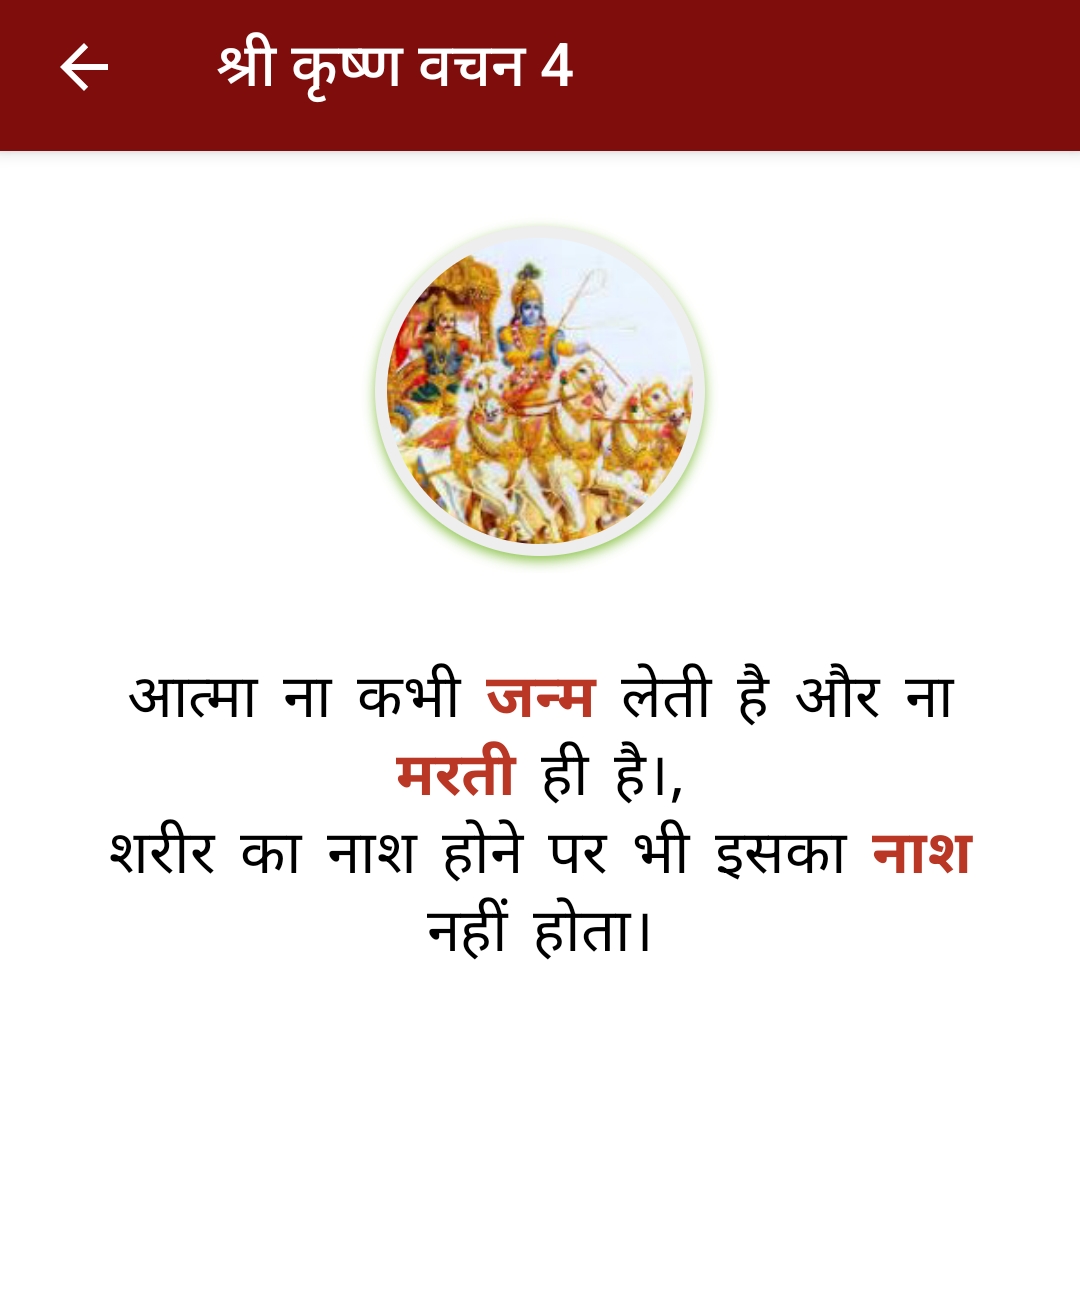 श्री कृष्ण वचन 4
आत्मा ना कभी जन्म लेती है और ना
मरती ही है।,
शरीर का नाश होने पर भी इसका नाश
नहीं होता।